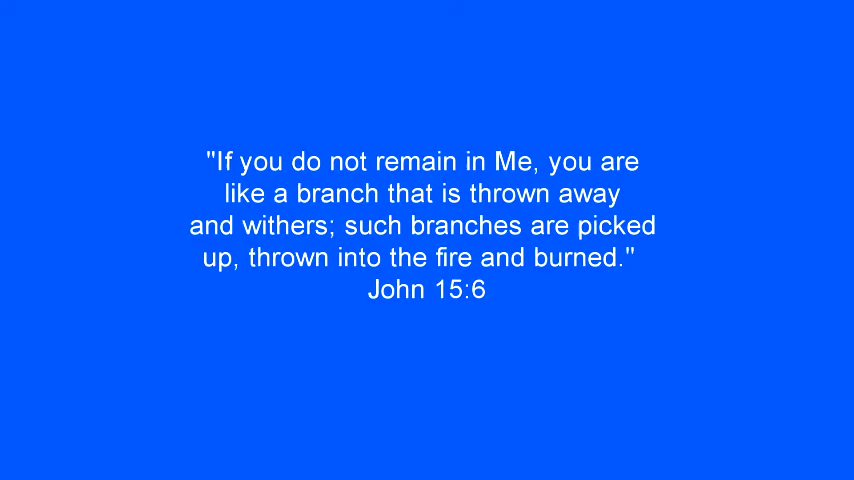 "If you do not remain in Me, you are
like a branch that is thrown away
and withers; such branches are picked
up, thrown into the fire and burned."
John 15:6